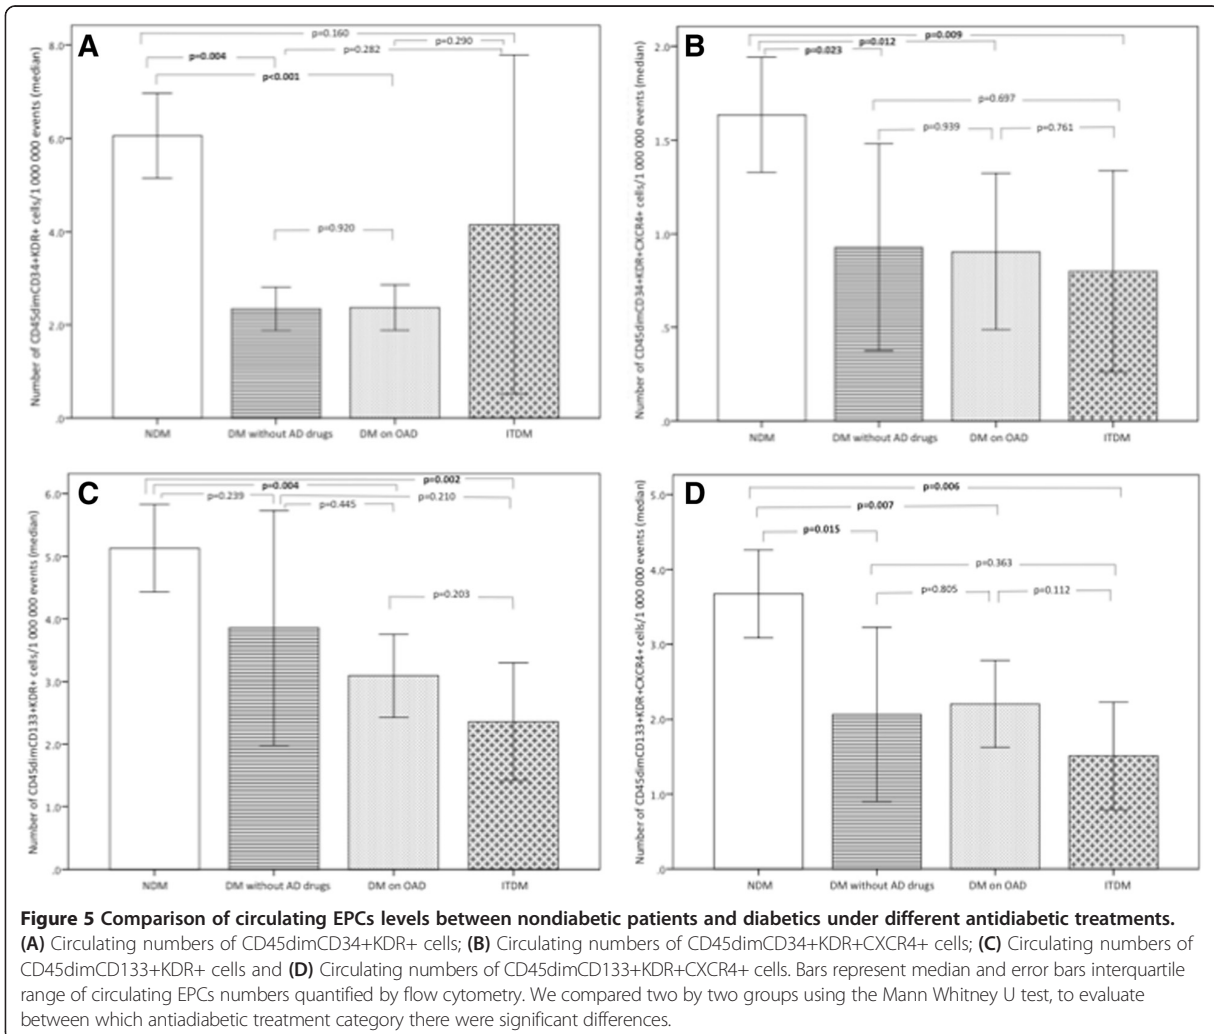 A
p=0.160
p=0.290
p=0.282
p=0.004
p<0.001
p=0.920
Number of CD45dimCD34+KDR+ cells/1 000 000 events (median)
8.0
6.0
4.0
2.0
.0
NDM DM without AD drugs DM on OAD ITDM
B
p=0.009
p=0.012
p=0.023
p=0.697
p=0.939 p=0.761
Number of CD45dimCD34+KDR+CXCR4+ cells/1 000 000 events (median)
2.0
1.5
1.0
.5
.0
NDM DM without AD drugs DM on OAD ITDM
C
p=0.002
p=0.004
p=0.239 p=0.210
p=0.445
p=0.203
Number of CD45dimCD133+KDR+ cells/1 000 000 events (median)
6.0
5.0
4.0
3.0
2.0
1.0
.0
NDM DM without AD drugs DM on OAD ITDM
D
p=0.006
p=0.007
p=0.015
p=0.363
p=0.805 p=0.112
Number of CD45dimCD133+KDR+CXCR4+ cells/1 000 000 events (median)
5.0
4.0
3.0
2.0
1.0
.0
NDM DM without AD drugs DM on OAD ITDM
Figure 5 Comparison of circulating EPCs levels between nondiabetic patients and diabetics under different antidiabetic treatments.
(A) Circulating numbers of CD45dimCD34+KDR+ cells; (B) Circulating numbers of CD45dimCD34+KDR+CXCR4+ cells; (C) Circulating numbers of
CD45dimCD133+KDR+ cells and (D) Circulating numbers of CD45dimCD133+KDR+CXCR4+ cells. Bars represent median and error bars interquartile
range of circulating EPCs numbers quantified by flow cytometry. We compared two by two groups using the Mann Whitney U test, to evaluate
between which antiadiabetic treatment category there were significant differences.